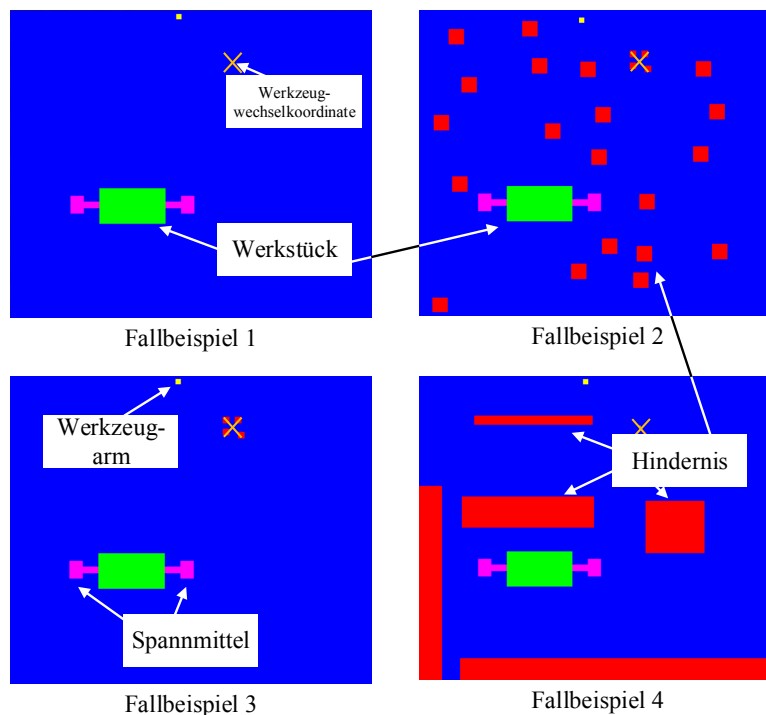 Werkzeug-
wechselkoordinate
Werkstück
Fallbeispiel 1
Fallbeispiel 2
Werkzeug-
arm
Hindernis
Spannmittel
Fallbeispiel 3
Fallbeispiel 4